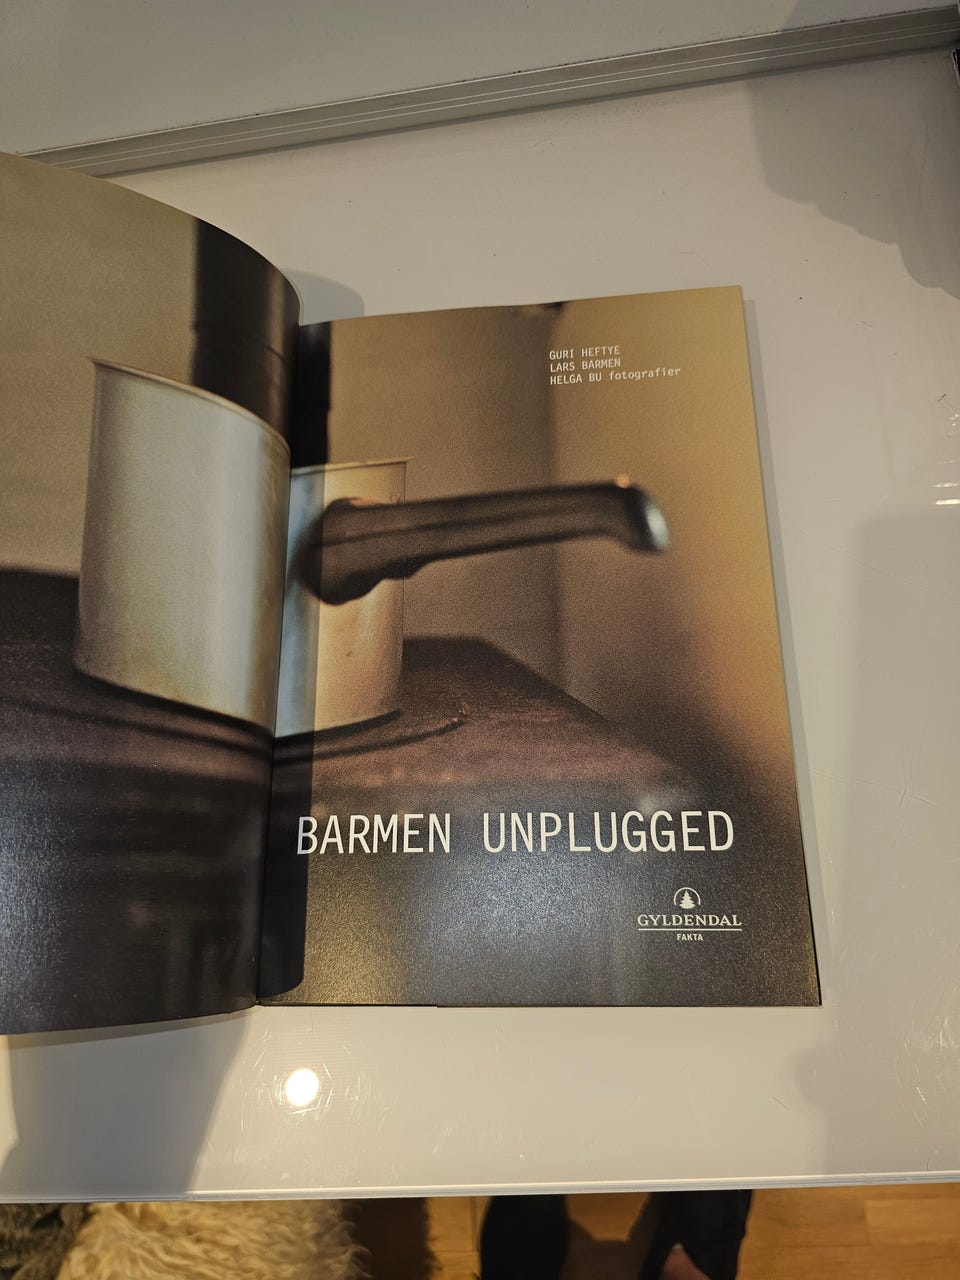 GURI HEFTYE
LARS BARMEN
HELGA BU fotografier
BARMEN UNPLUGGED
GYLDENDAL
FAKTA